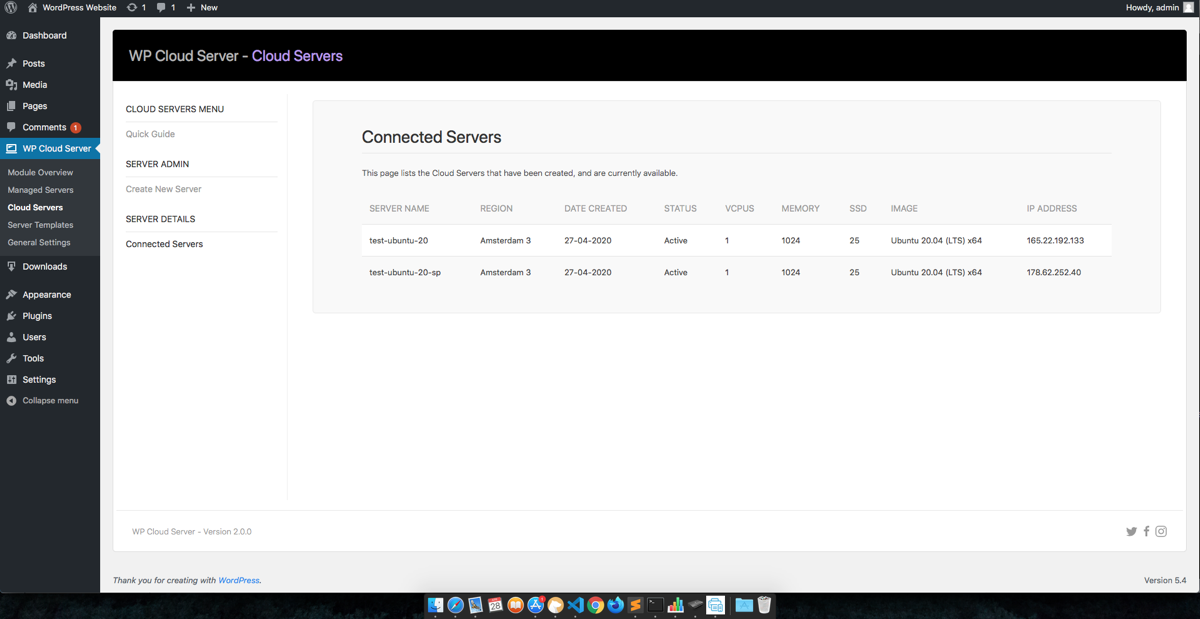 WordPress Website 1 1 New Howdy, admin
Dashboard
Posts
Media
Pages
Comments 1
WP Cloud Server
Module Overview
Managed Servers
Cloud Servers
Server Templates
General Settings
Downloads
Appearance
Plugins
Users
Tools
Settings
Collapse menu
WP Cloud Server - Cloud Servers
CLOUD SERVERS MENU
Quick Guide
SERVER ADMIN
Create New Server
SERVER DETAILS
Connected Servers
Connected Servers
This page lists the Cloud Servers that have been created, and are currently available.
SERVER NAME REGION DATE CREATED STATUS VCPUS MEMORY SSD IMAGE IP ADDRESS
test-ubuntu-20 Amsterdam 3 27-04-2020 Active 1 1024 25 Ubuntu 20.04 (LTS) x64 165.22.192.133
test-ubuntu-20-sp Amsterdam 3 27-04-2020 Active 1 1024 25 Ubuntu 20.04 (LTS) x64 178.62.252.40
WP Cloud Server - Version 2.0.0
Thank you for creating with WordPress. Version 5.4
28